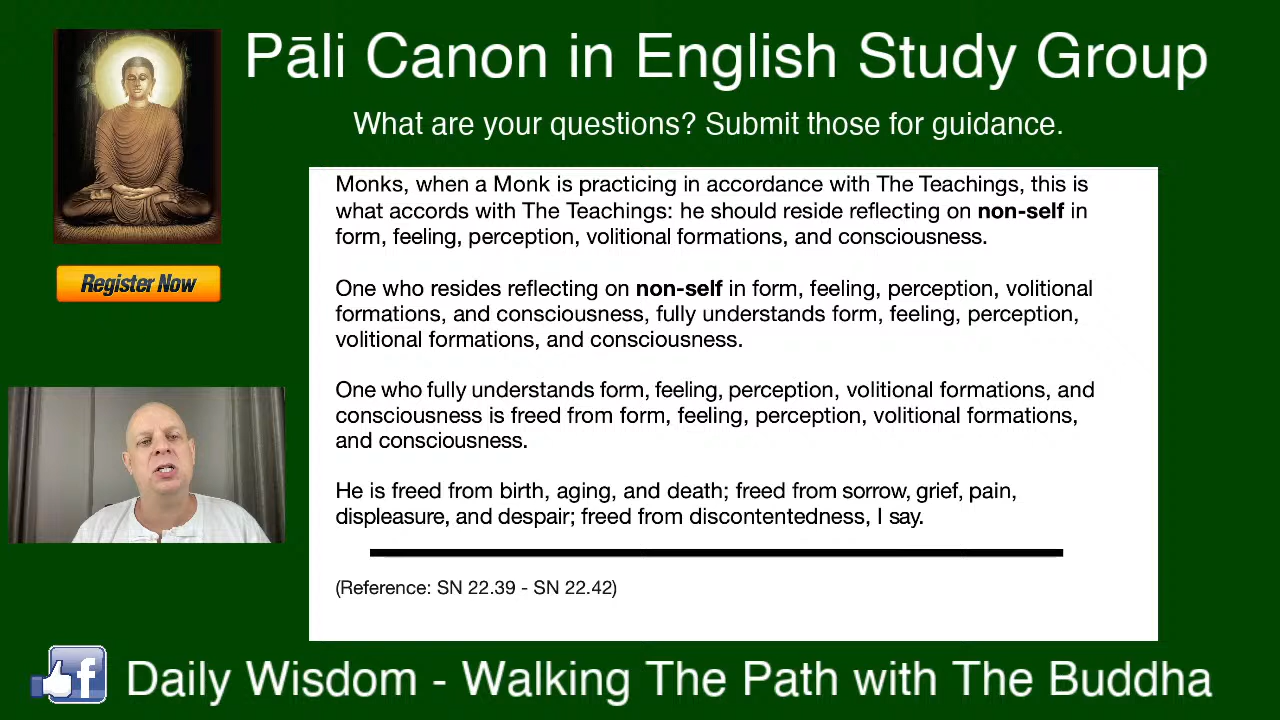 Pāli Canon in English Study Group
What are your questions? Submit those for guidance.
Register Now
Monks, when a Monk is practicing in accordance with The Teachings, this is
what accords with The Teachings: he should reside reflecting on non-self in
form, feeling, perception, volitional formations, and consciousness.
One who resides reflecting on non-self in form, feeling, perception, volitional
formations, and consciousness, fully understands form, feeling, perception,
volitional formations, and consciousness.
One who fully understands form, feeling, perception, volitional formations, and
consciousness is freed from form, feeling, perception, volitional formations,
and consciousness.
He is freed from birth, aging, and death; freed from sorrow, grief, pain,
displeasure, and despair; freed from discontentedness, I say.
(Reference: SN 22.39 - SN 22.42)
f
Daily Wisdom - Walking The Path with The Buddha